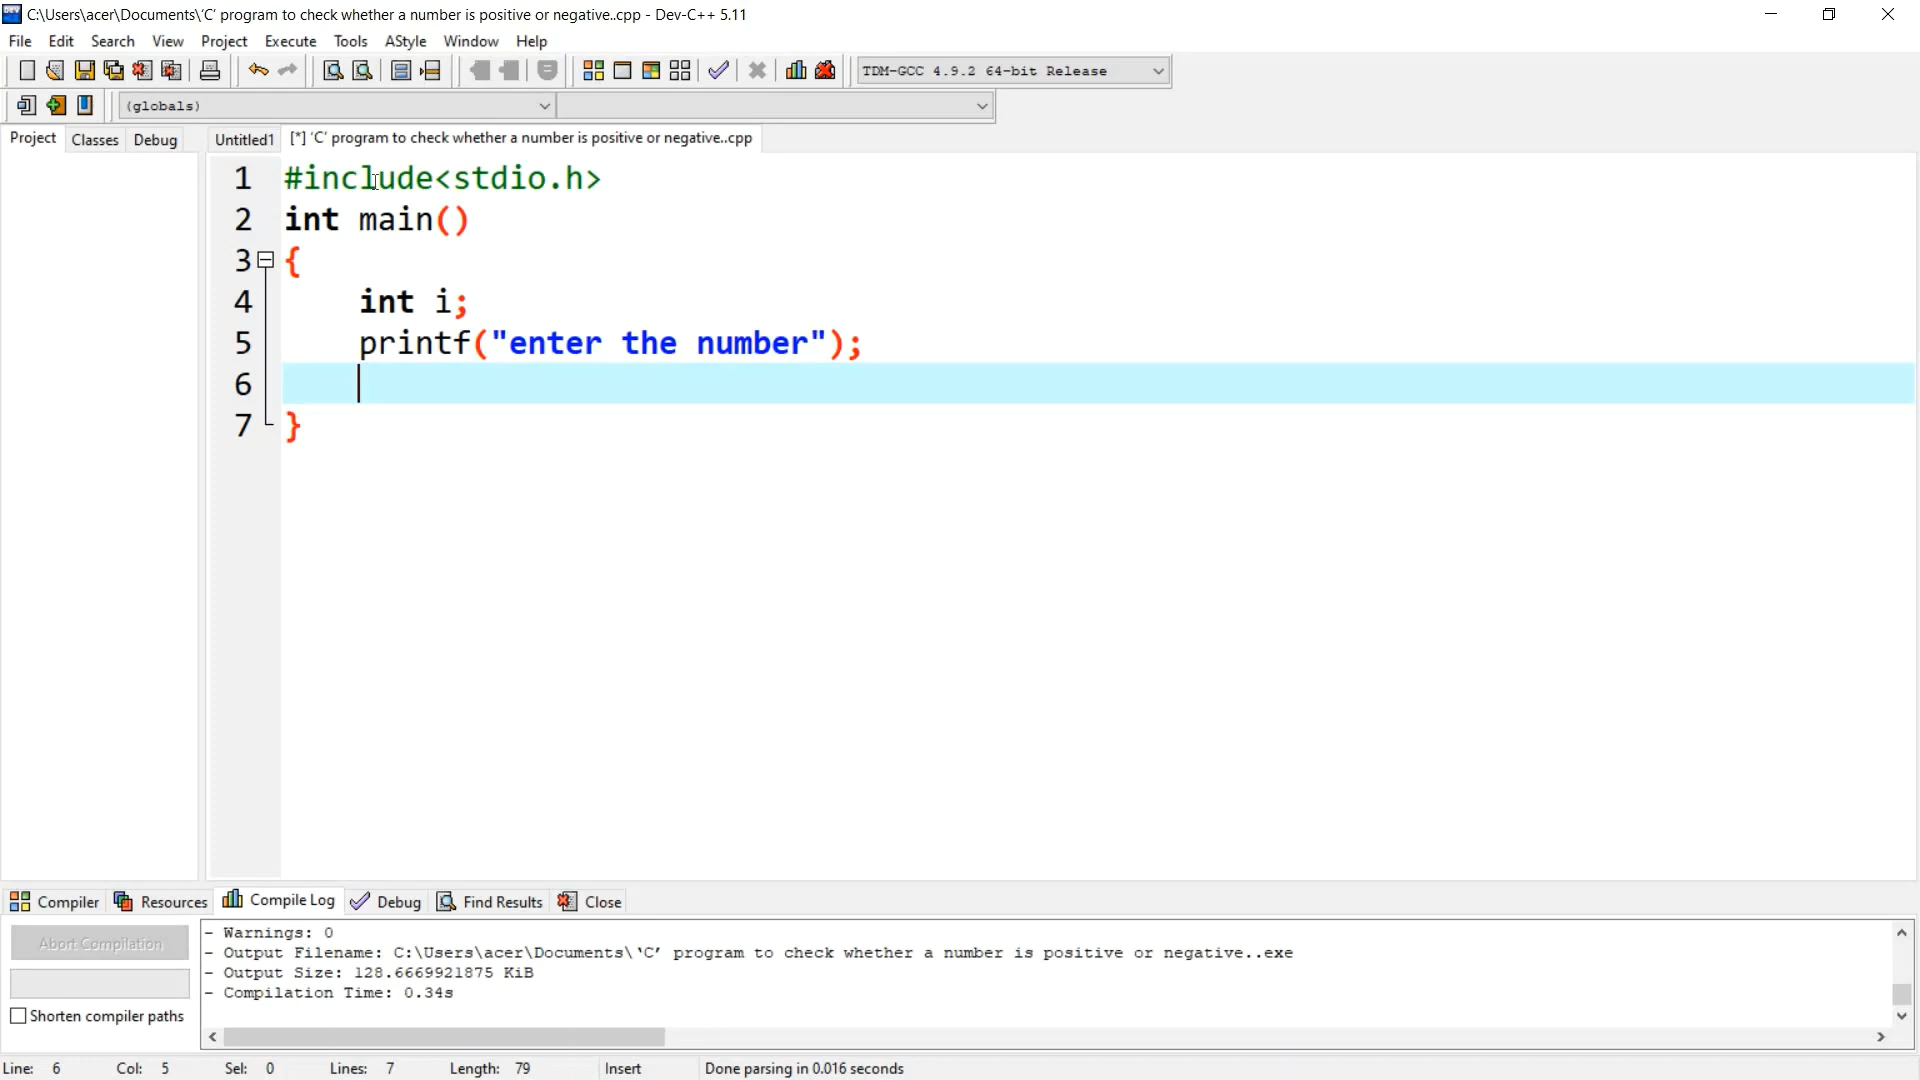 C:\Users\acer\Documents\'C' program to check whether a number is positive or negative..cpp - Dev-C++ 5.11
File Edit Search View Project Execute Tools AStyle Window Help
TDM-GCC 4.9.2 64-bit Release
(globals)
Project Classes Debug Untitled1 [*] 'C' program to check whether a number is positive or negative..cpp
1 #include<stdio.h>
2 int main()
3 {
4 int i;
5 printf("enter the number");
6
7 }
Compiler Resources Compile Log Debug Find Results Close
Abort Compilation
- Warnings: 0
- Output Filename: C:\Users\acer\Documents\‘C’ program to check whether a number is positive or negative..exe
- Output Size: 128.6669921875 KiB
- Compilation Time: 0.34s
Shorten compiler paths
Line: 6 Col: 5 Sel: 0 Lines: 7 Length: 79 Insert Done parsing in 0.016 seconds